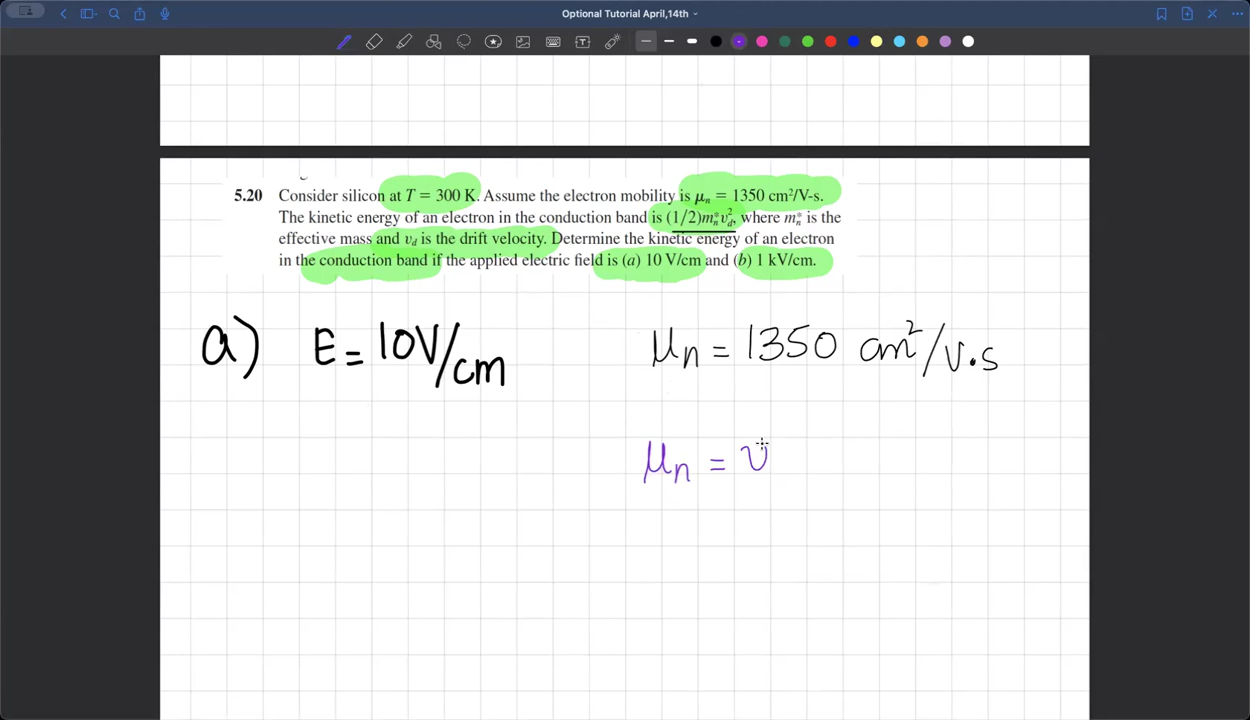 Optional Tutorial April,14th
5.20 Consider silicon at T = 300 K. Assume the electron mobility is μn = 1350 cm²/V-s.
The kinetic energy of an electron in the conduction band is (1/2)m*n v²d, where m*n is the
effective mass and vd is the drift velocity. Determine the kinetic energy of an electron
in the conduction band if the applied electric field is (a) 10 V/cm and (b) 1 kV/cm.
a) E = 10V/cm μn = 1350 cm²/V.s
μn = v